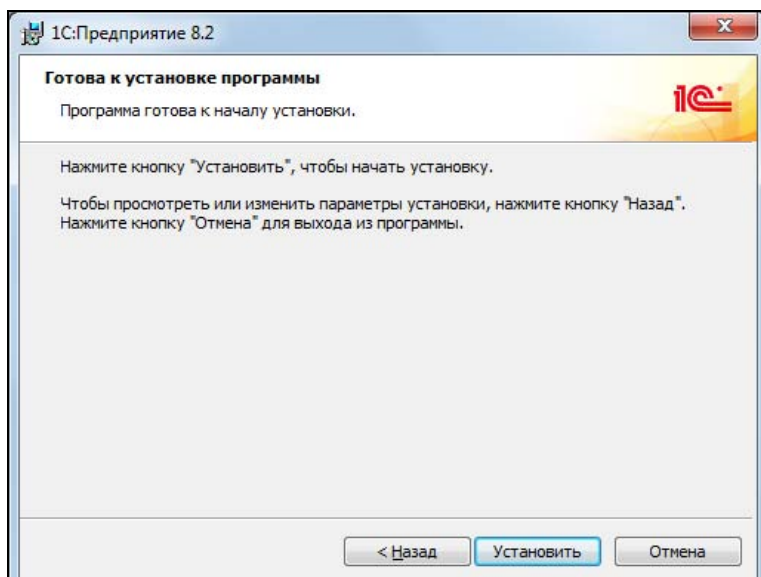 1С:Предприятие 8.2
Готова к установке программы
1С
Программа готова к началу установки.
Нажмите кнопку "Установить", чтобы начать установку.
Чтобы просмотреть или изменить параметры установки, нажмите кнопку "Назад".
Нажмите кнопку "Отмена" для выхода из программы.
< Назад
Установить
Отмена